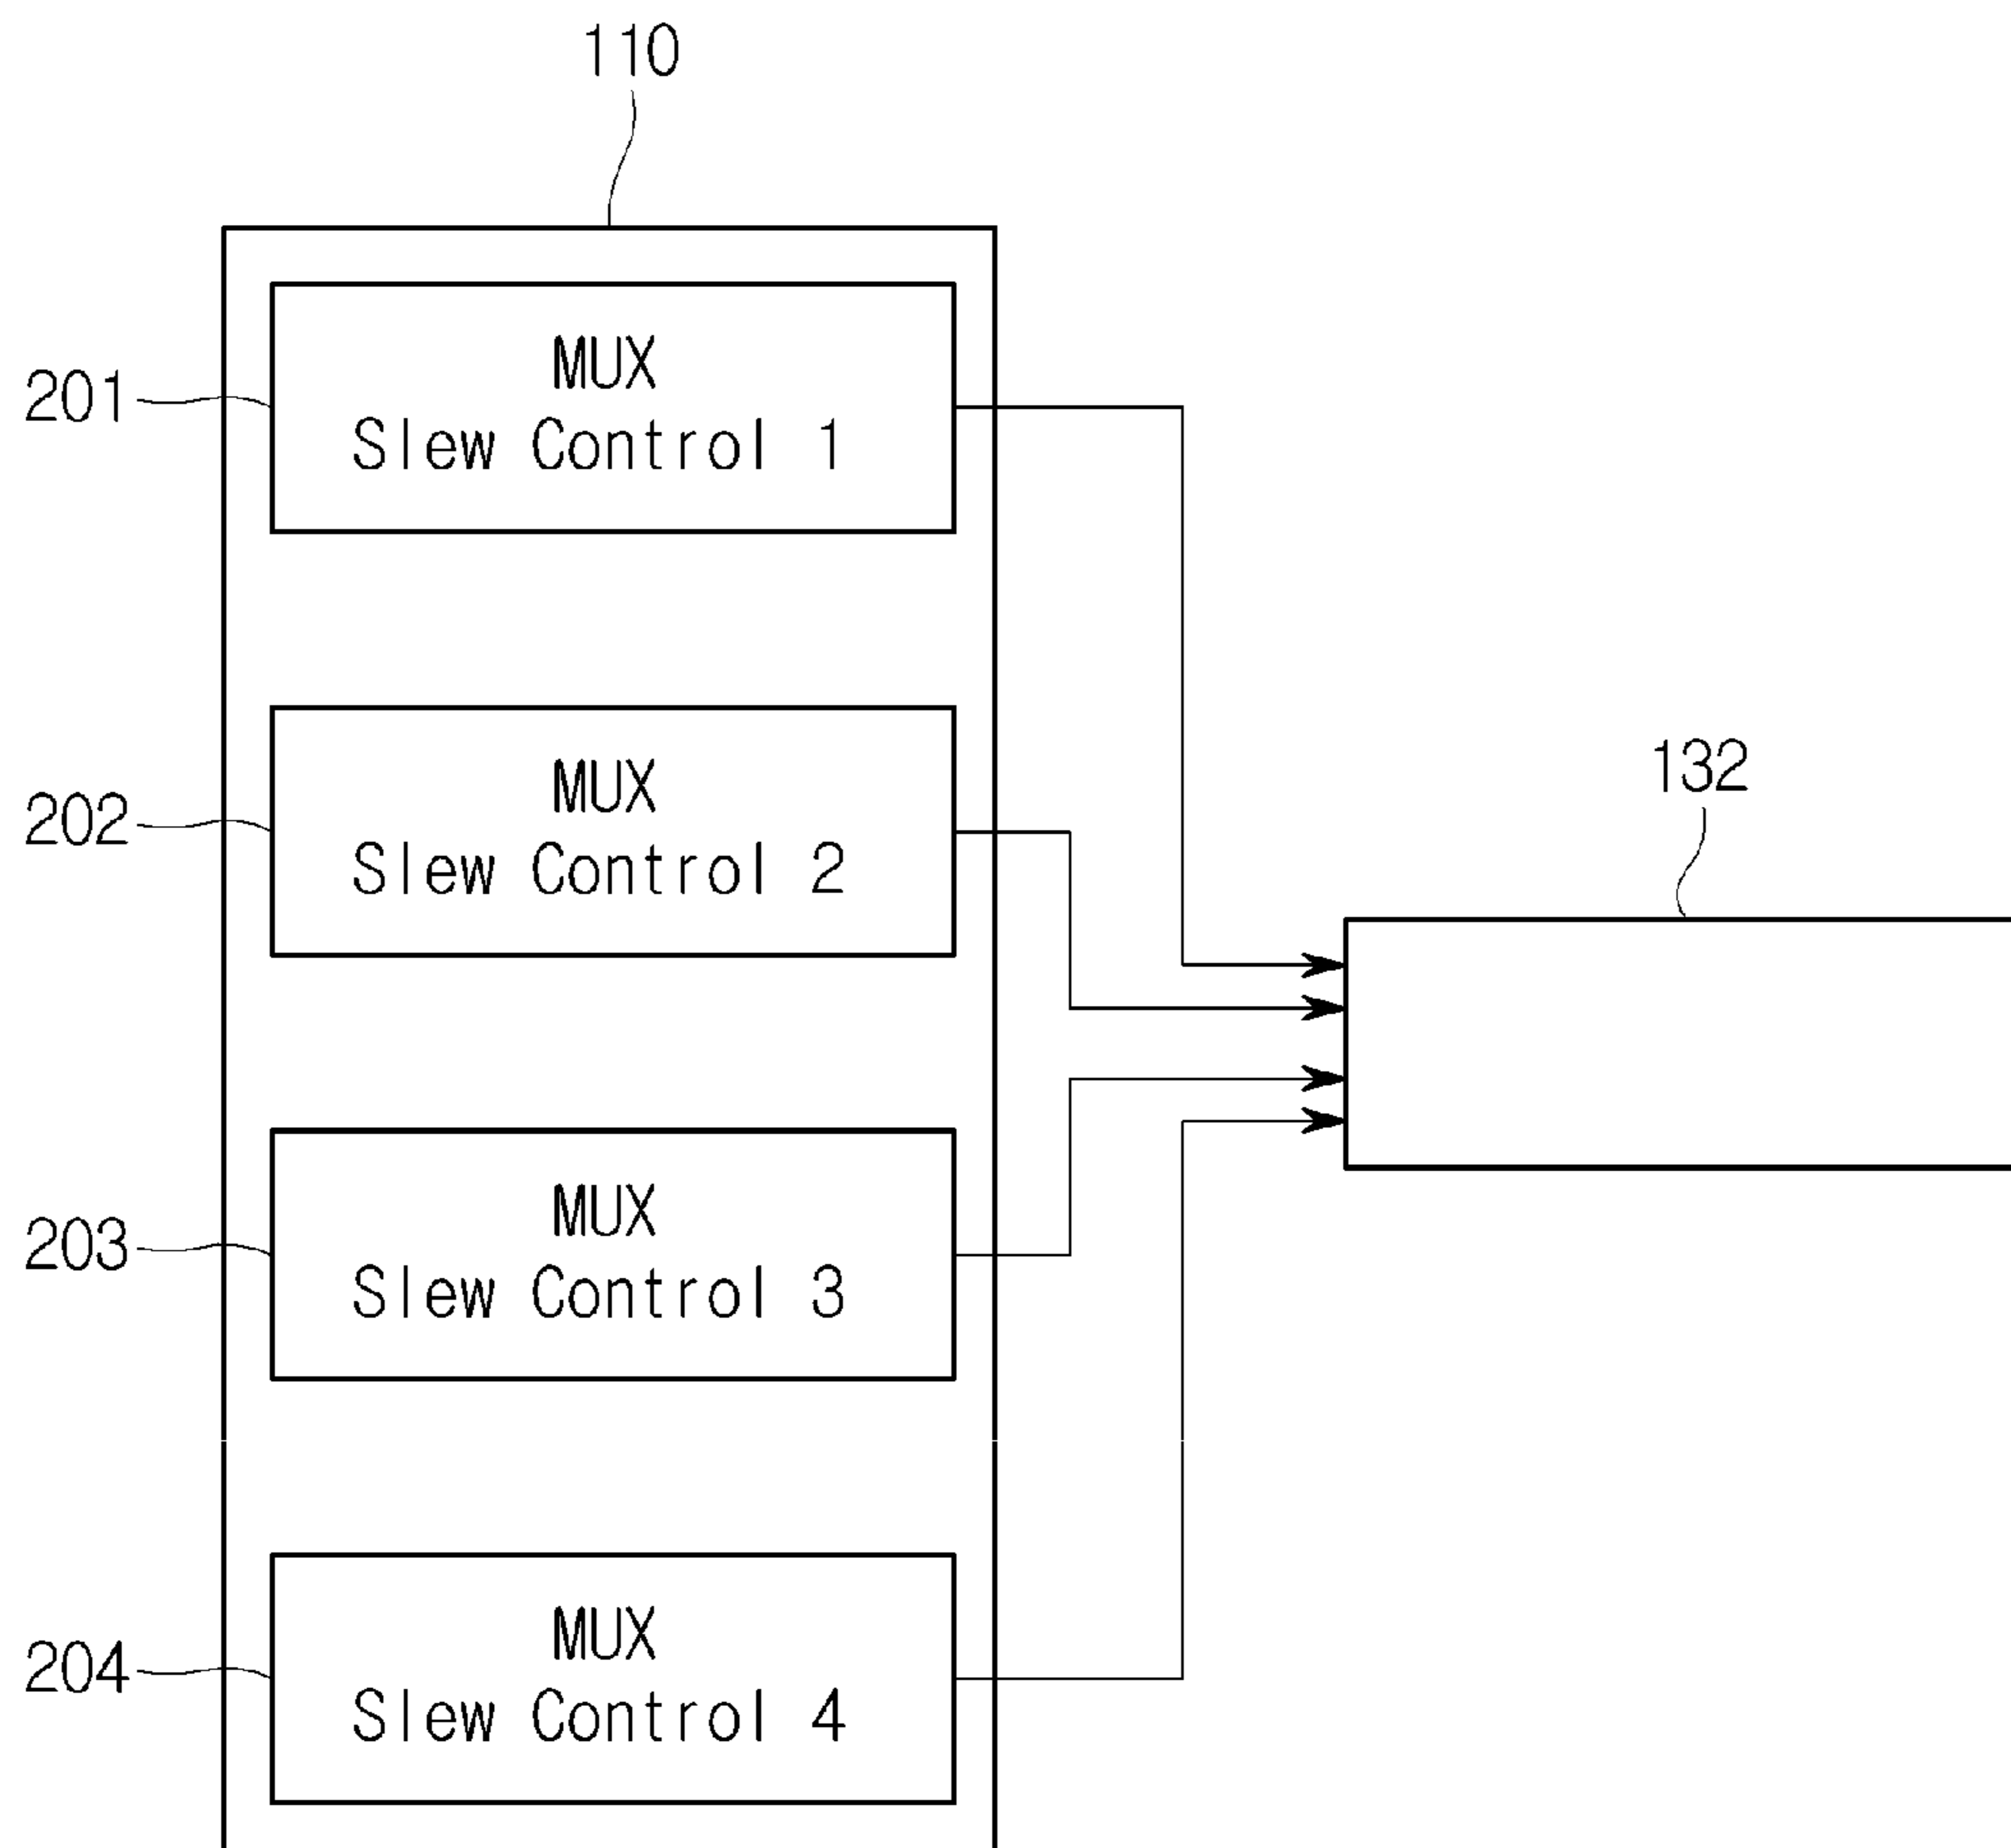 110
201
MUX
Slew Control 1
202
MUX
Slew Control 2
132
203
MUX
Slew Control 3
204
MUX
Slew Control 4